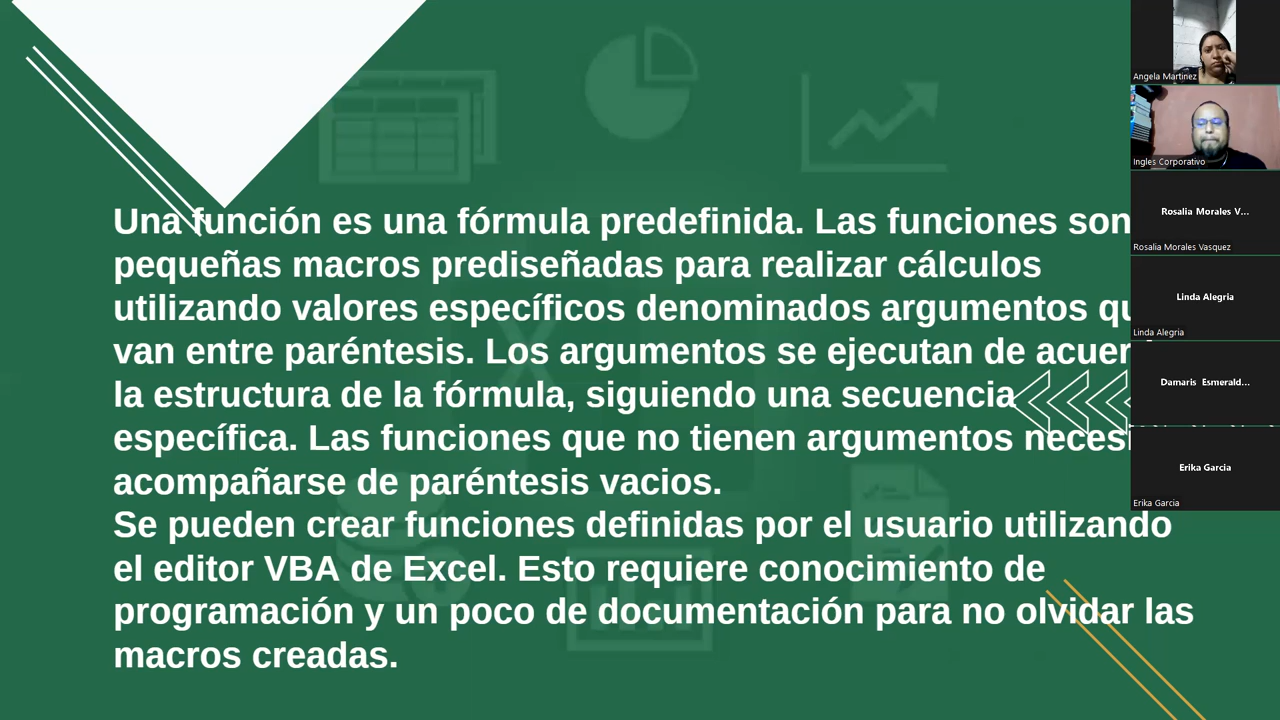 Una función es una fórmula predefinida. Las funciones son
pequeñas macros prediseñadas para realizar cálculos
utilizando valores específicos denominados argumentos
van entre paréntesis. Los argumentos se ejecutan de
la estructura de la fórmula, siguiendo una secuencia
específica. Las funciones que no tienen argumentos
acompañarse de paréntesis vacios.
Se pueden crear funciones definidas por el usuario utilizando
el editor VBA de Excel. Esto requiere conocimiento de
programación y un poco de documentación para no olvidar las
macros creadas.
Angela Martinez
Ingles Corporativo
Rosalia Morales V...
Rosalia Morales Vasquez
Linda Alegria
Linda Alegria
Damaris Esmerald...
Erika Garcia
Erika Garcia